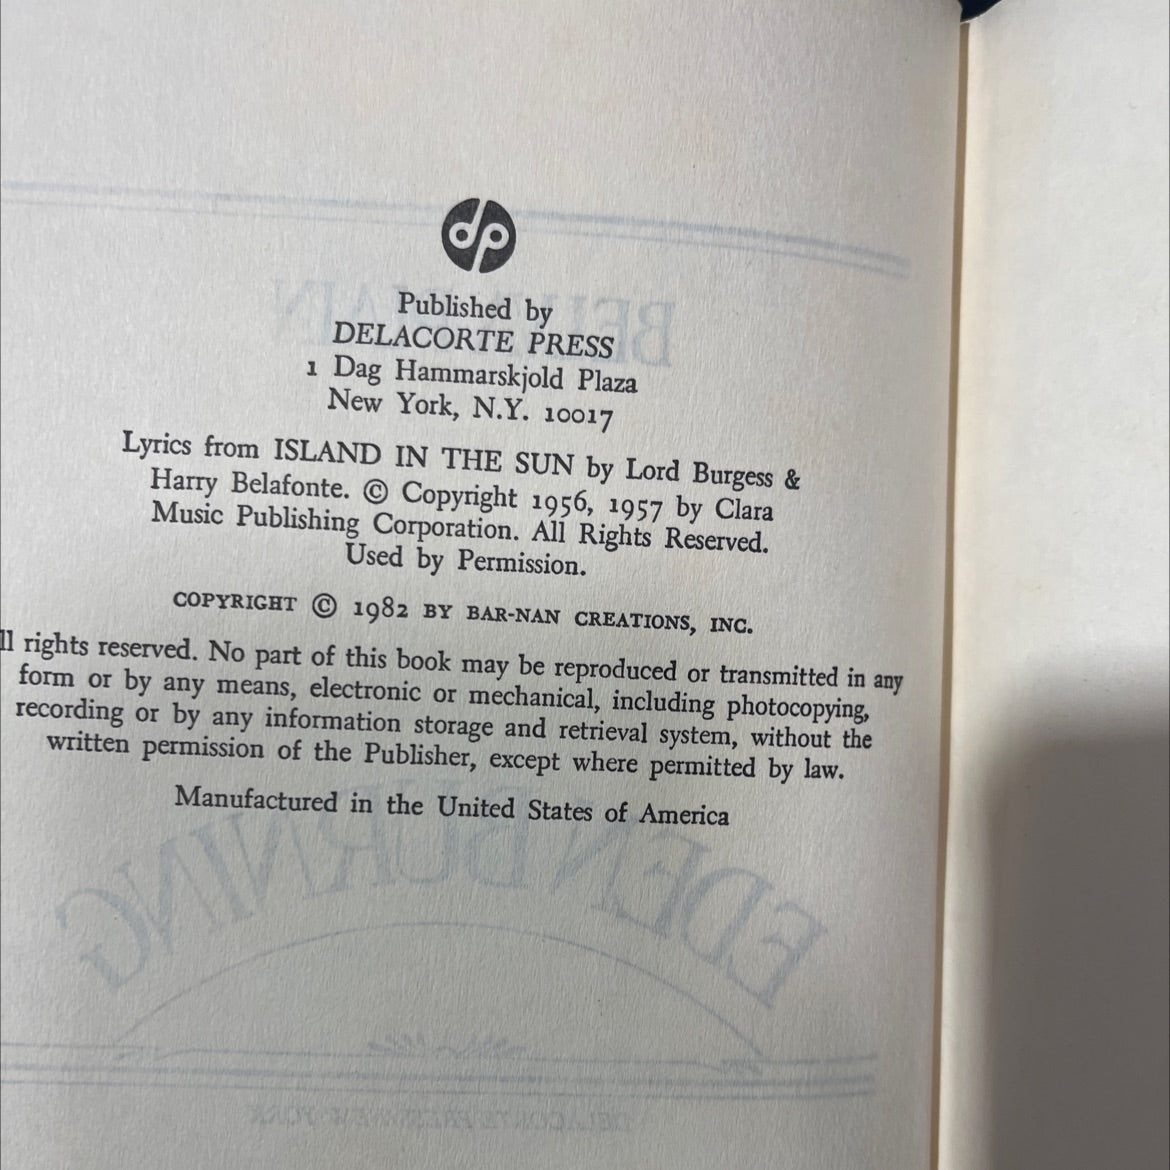 dp
Published by
DELACORTE PRESS
1 Dag Hammarskjold Plaza
New York, N.Y. 10017
Lyrics from ISLAND IN THE SUN by Lord Burgess &
Harry Belafonte. © Copyright 1956, 1957 by Clara
Music Publishing Corporation. All Rights Reserved.
Used by Permission.
COPYRIGHT © 1982 BY BAR-NAN CREATIONS, INC.
ll rights reserved. No part of this book may be reproduced or transmitted in any
form or by any means, electronic or mechanical, including photocopying,
recording or by any information storage and retrieval system, without the
written permission of the Publisher, except where permitted by law.
Manufactured in the United States of America
EDEN BURNING